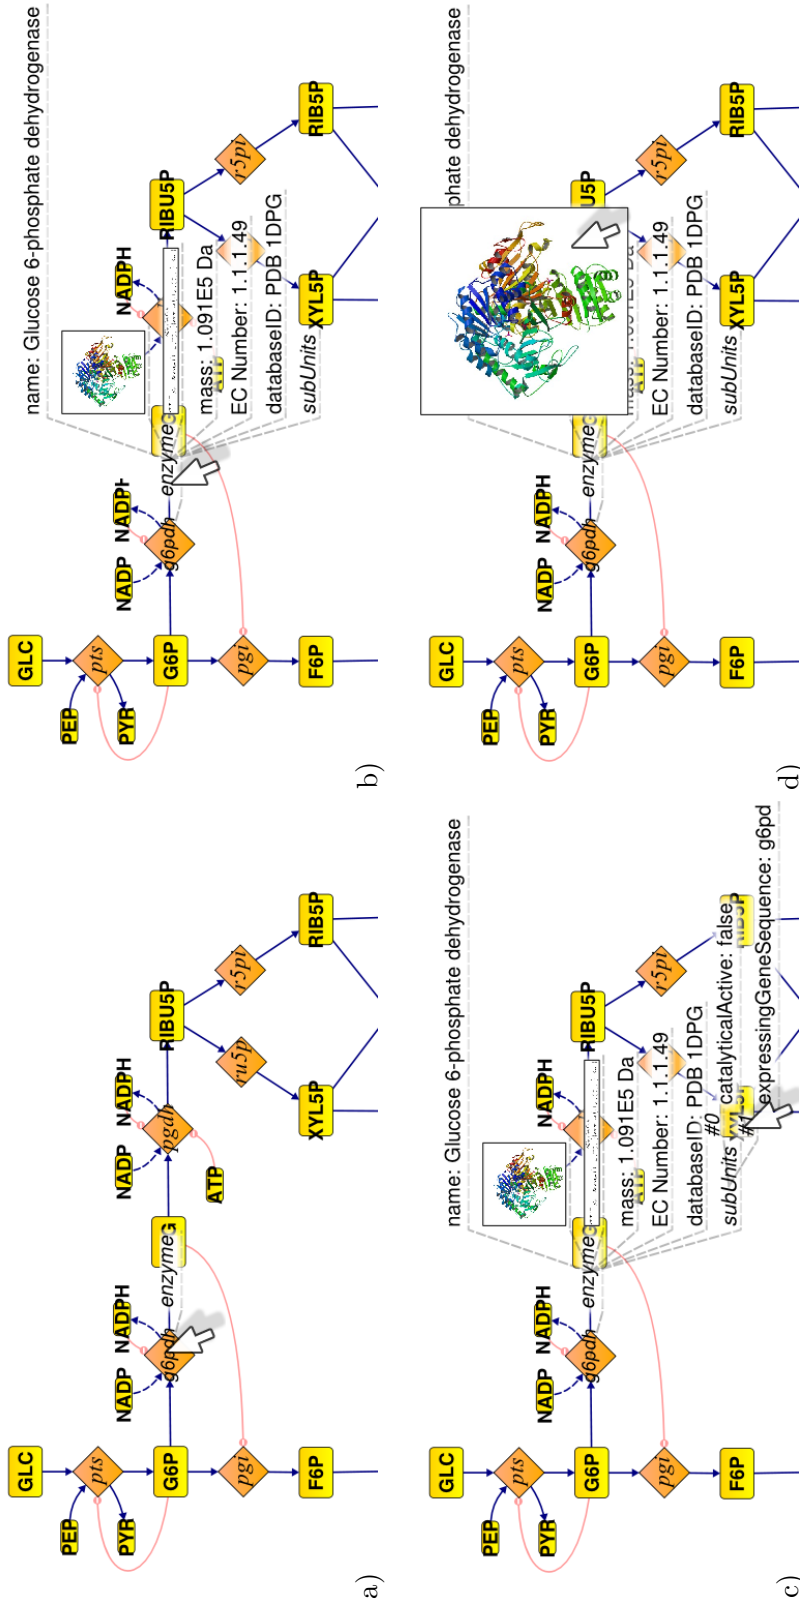 GLC
PEP
pts
PYR
NADP
NADPH
NADP
NADPH
G6P
g6pdh
enzyme
G
pgdh
RIBU5P
ATP
pgi
ru5p
r5pi
F6P
XYL5P
RIB5P
a)
name: Glucose 6-phosphate dehydrogenase
GLC
PEP
pts
PYR
NADP
NADPH
NADPH
G6P
g6pdh
enzyme
G
RIBU5P
mass: 1.091E5 Da
EC Number: 1.1.1.49
pgi
r5pi
databaseID: PDB 1DPG
F6P
subUnits
XYL5P
RIB5P
b)
name: Glucose 6-phosphate dehydrogenase
GLC
PEP
pts
PYR
NADP
NADPH
NADPH
G6P
g6pdh
enzyme
G
RIBU5P
mass: 1.091E5 Da
EC Number: 1.1.1.49
pgi
r5pi
databaseID: PDB 1DPG
#0
catalyticalActive: false
F6P
subUnits
XYL5P
RIB5P
#1
expressingGeneSequence: g6pd
c)
phate dehydrogenase
GLC
PEP
pts
PYR
NADP
NADPH
G6P
g6pdh
enzyme
G
U5P
EC Number: 1.1.1.49
pgi
r5pi
databaseID: PDB 1DPG
F6P
subUnits
XYL5P
RIB5P
d)